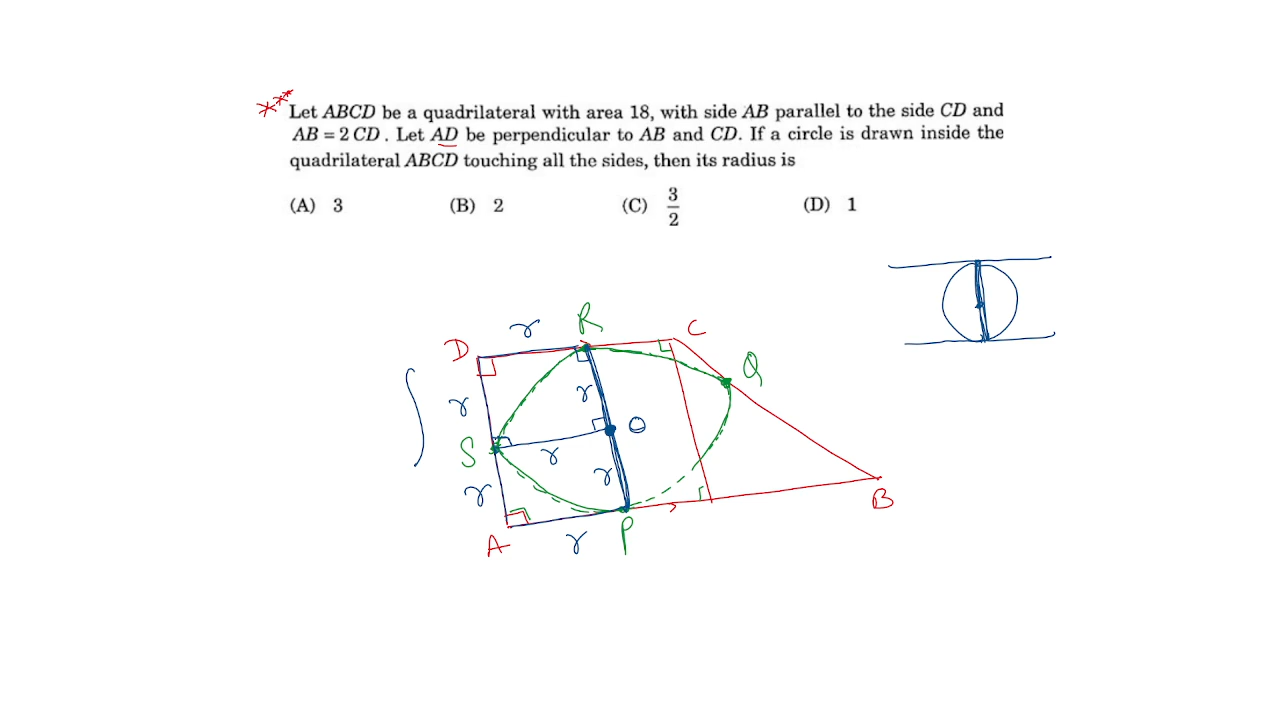 ***
Let ABCD be a quadrilateral with area 18, with side AB parallel to the side CD and
AB = 2 CD . Let AD be perpendicular to AB and CD. If a circle is drawn inside the
quadrilateral ABCD touching all the sides, then its radius is
(A) 3 (B) 2 (C) 3/2 (D) 1
r R C
D
r r Q
S r O
r r
B
A r P